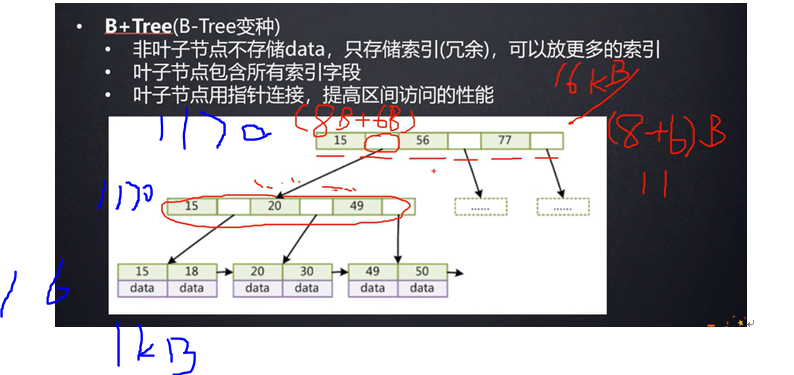 B+Tree(B-Tree变种)
非叶子节点不存储data，只存储索引(冗余)，可以放更多的索引
叶子节点包含所有索引字段
叶子节点用指针连接，提高区间访问的性能
16kB
1170 (8B+6B) (8+6)B
15 56 77
11
1170
15 20 49 ...... ......
15 18 20 30 49 50
data data data data data data
16
1kB